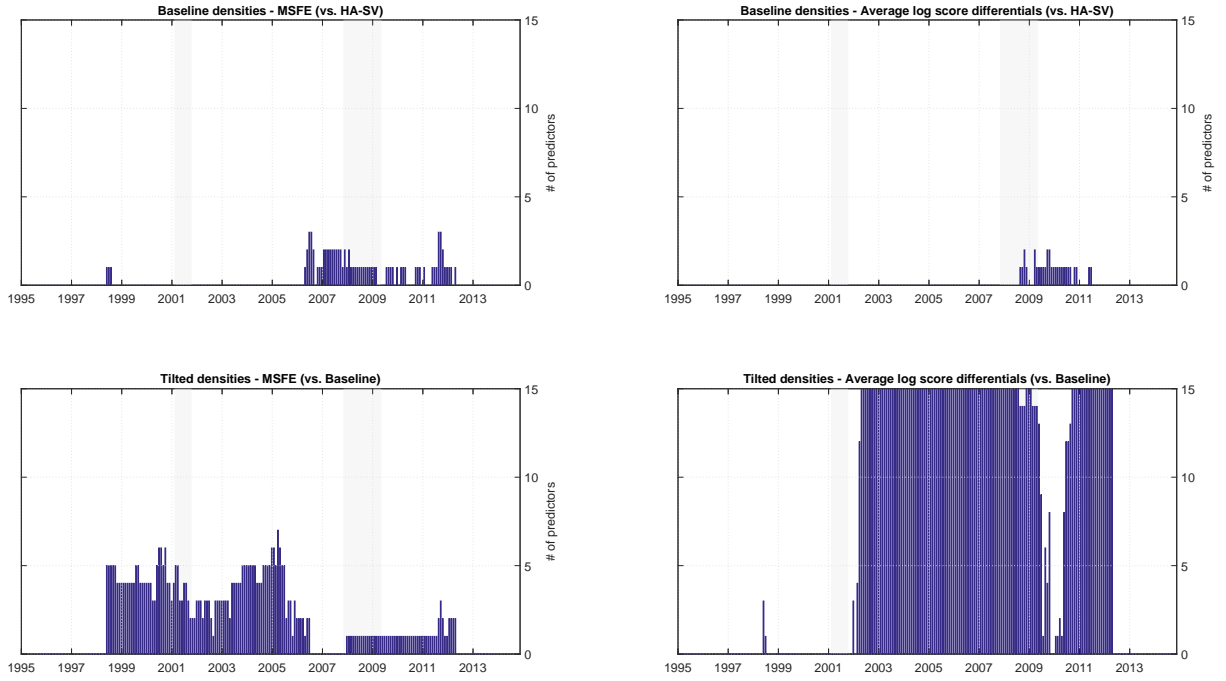 Baseline densities - MSFE (vs. HA-SV)
15
10
5
0
# of predictors
1995 1997 1999 2001 2003 2005 2007 2009 2011 2013
Baseline densities - Average log score differentials (vs. HA-SV)
15
10
5
0
# of predictors
1995 1997 1999 2001 2003 2005 2007 2009 2011 2013
Tilted densities - MSFE (vs. Baseline)
15
10
5
0
# of predictors
1995 1997 1999 2001 2003 2005 2007 2009 2011 2013
Tilted densities - Average log score differentials (vs. Baseline)
15
10
5
0
# of predictors
1995 1997 1999 2001 2003 2005 2007 2009 2011 2013